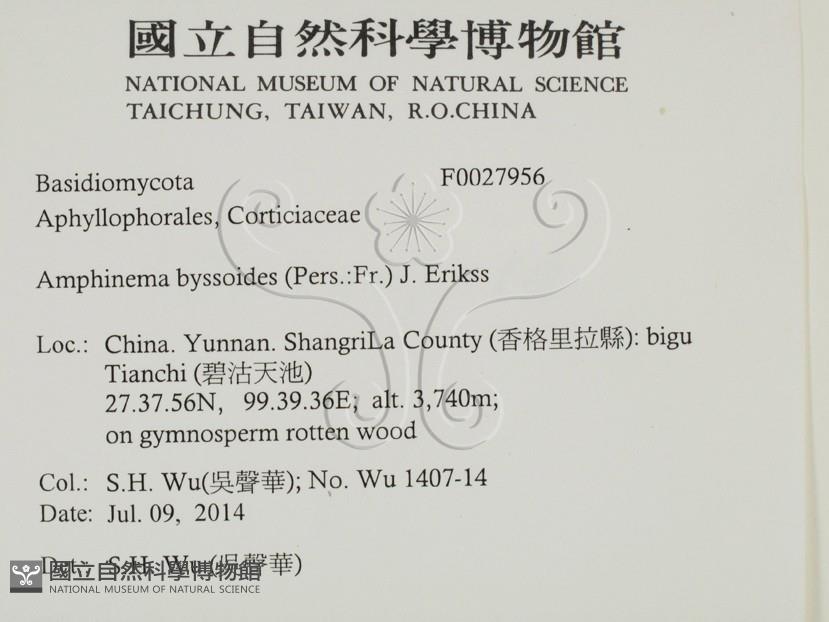 國立自然科學博物館
NATIONAL MUSEUM OF NATURAL SCIENCE
TAICHUNG, TAIWAN, R.O.CHINA
Basidiomycota F0027956
Aphyllophorales, Corticiaceae
Amphinema byssoides (Pers.:Fr.) J. Erikss
Loc.: China. Yunnan. ShangriLa County (香格里拉縣): bigu
Tianchi (碧沽天池)
27.37.56N, 99.39.36E; alt. 3,740m;
on gymnosperm rotten wood
Col.: S.H. Wu(吳聲華); No. Wu 1407-14
Date: Jul. 09, 2014
Det.: S.H. Wu(吳聲華)
國立自然科學博物館
NATIONAL MUSEUM OF NATURAL SCIENCE